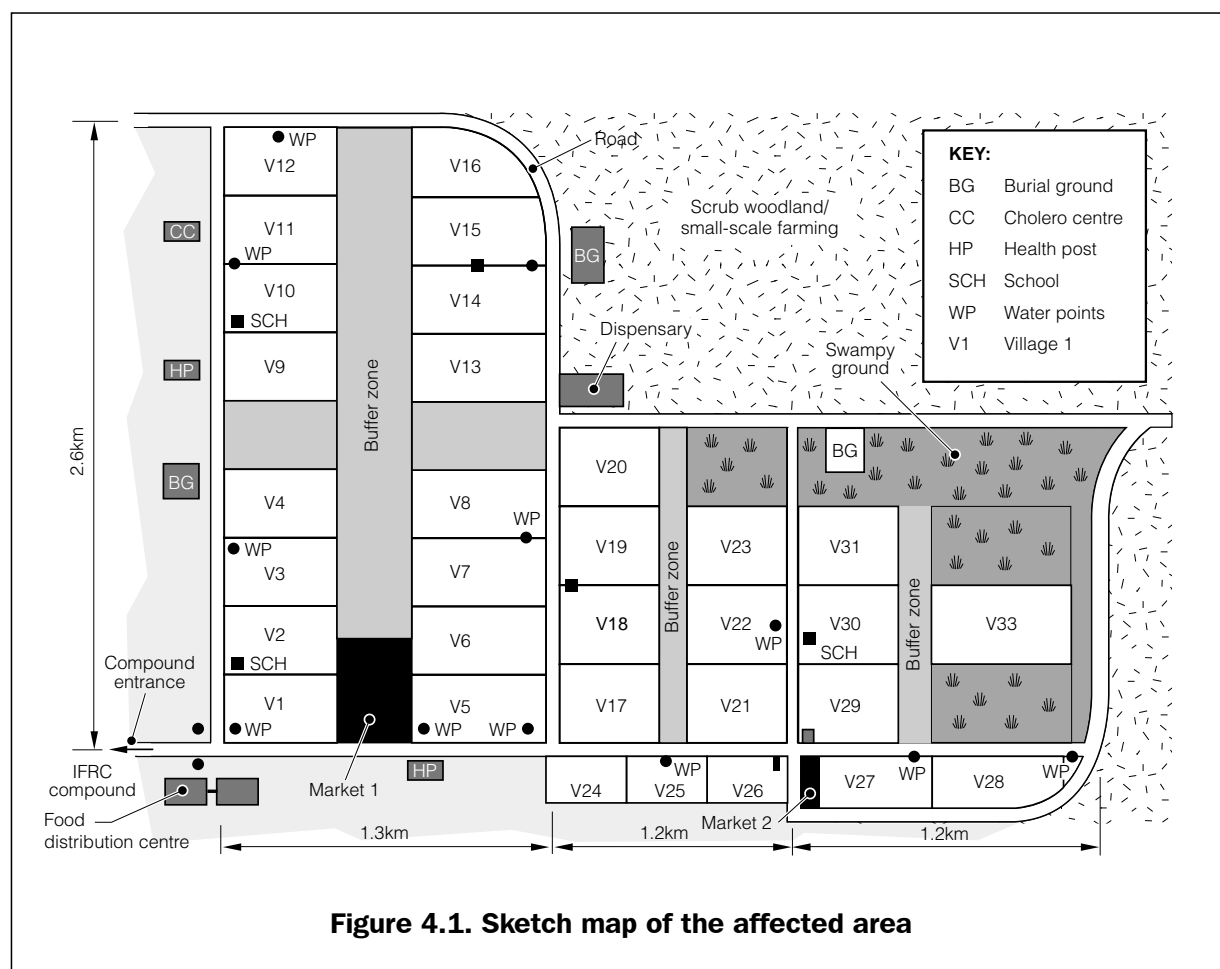 WP
V12
V16
Road
KEY:
BG Burial ground
CC Cholero centre
HP Health post
SCH School
WP Water points
V1 Village 1
Scrub woodland/
small-scale farming
CC
V11
V15
WP
BG
V10
V14
SCH
Dispensary
Swampy
ground
HP
V9
V13
Buffer zone
2.6km
BG
V4
V8
WP
V20
BG
WP
V3
V7
V19
V23
V31
Buffer zone
V2
V6
V18
V22
WP
V30
V33
SCH
SCH
Buffer zone
Compound
entrance
V1
V5
V17
V21
V29
WP
WP
WP
IFRC
compound
Market 1
HP
V24
V25
WP
V26
V27
WP
V28
WP
Food
distribution centre
Market 2
1.3km
1.2km
1.2km
Figure 4.1. Sketch map of the affected area